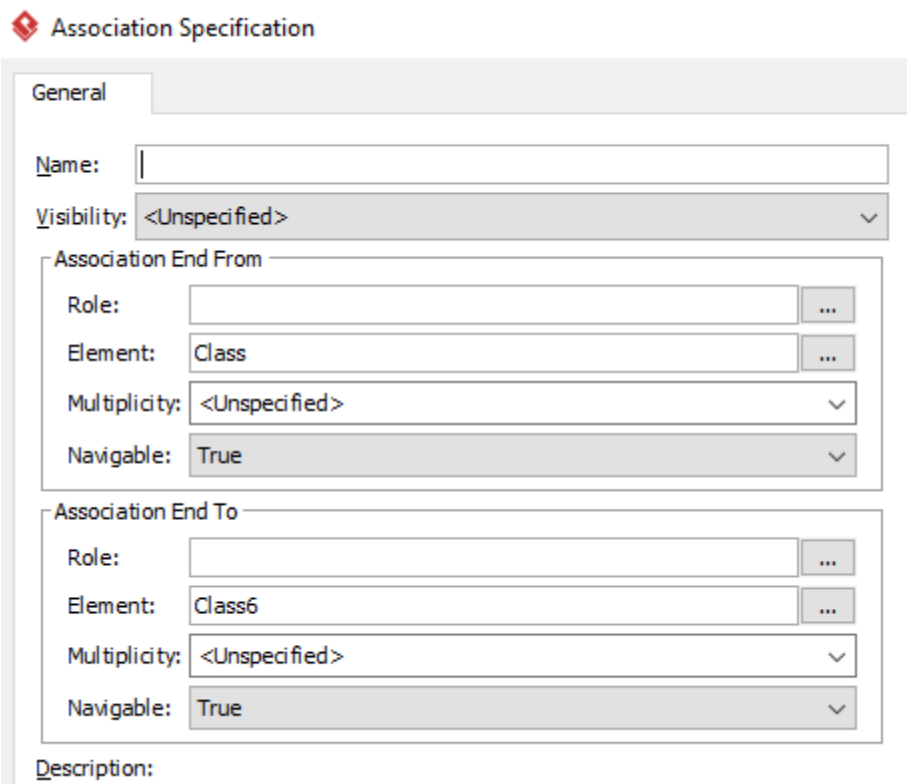 Association Specification
General
Name:
Visibility: <Unspecified>
Association End From
Role: ...
Element: Class ...
Multiplicity: <Unspecified>
Navigable: True
Association End To
Role: ...
Element: Class6 ...
Multiplicity: <Unspecified>
Navigable: True
Description: